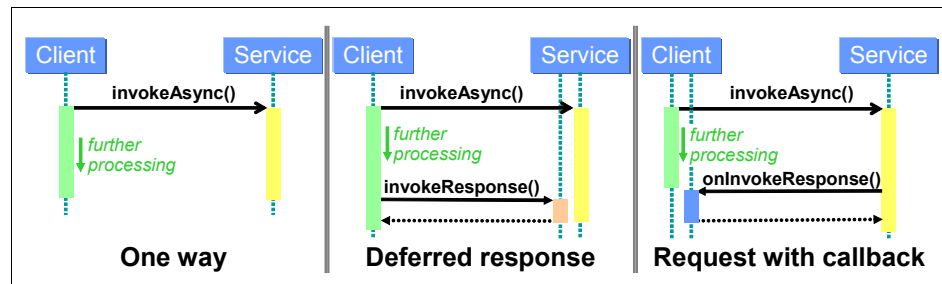 Client
Service
invokeAsync()
further
processing
One way
Client
Service
invokeAsync()
further
processing
invokeResponse()
Deferred response
Client
Service
invokeAsync()
further
processing
onInvokeResponse()
Request with callback